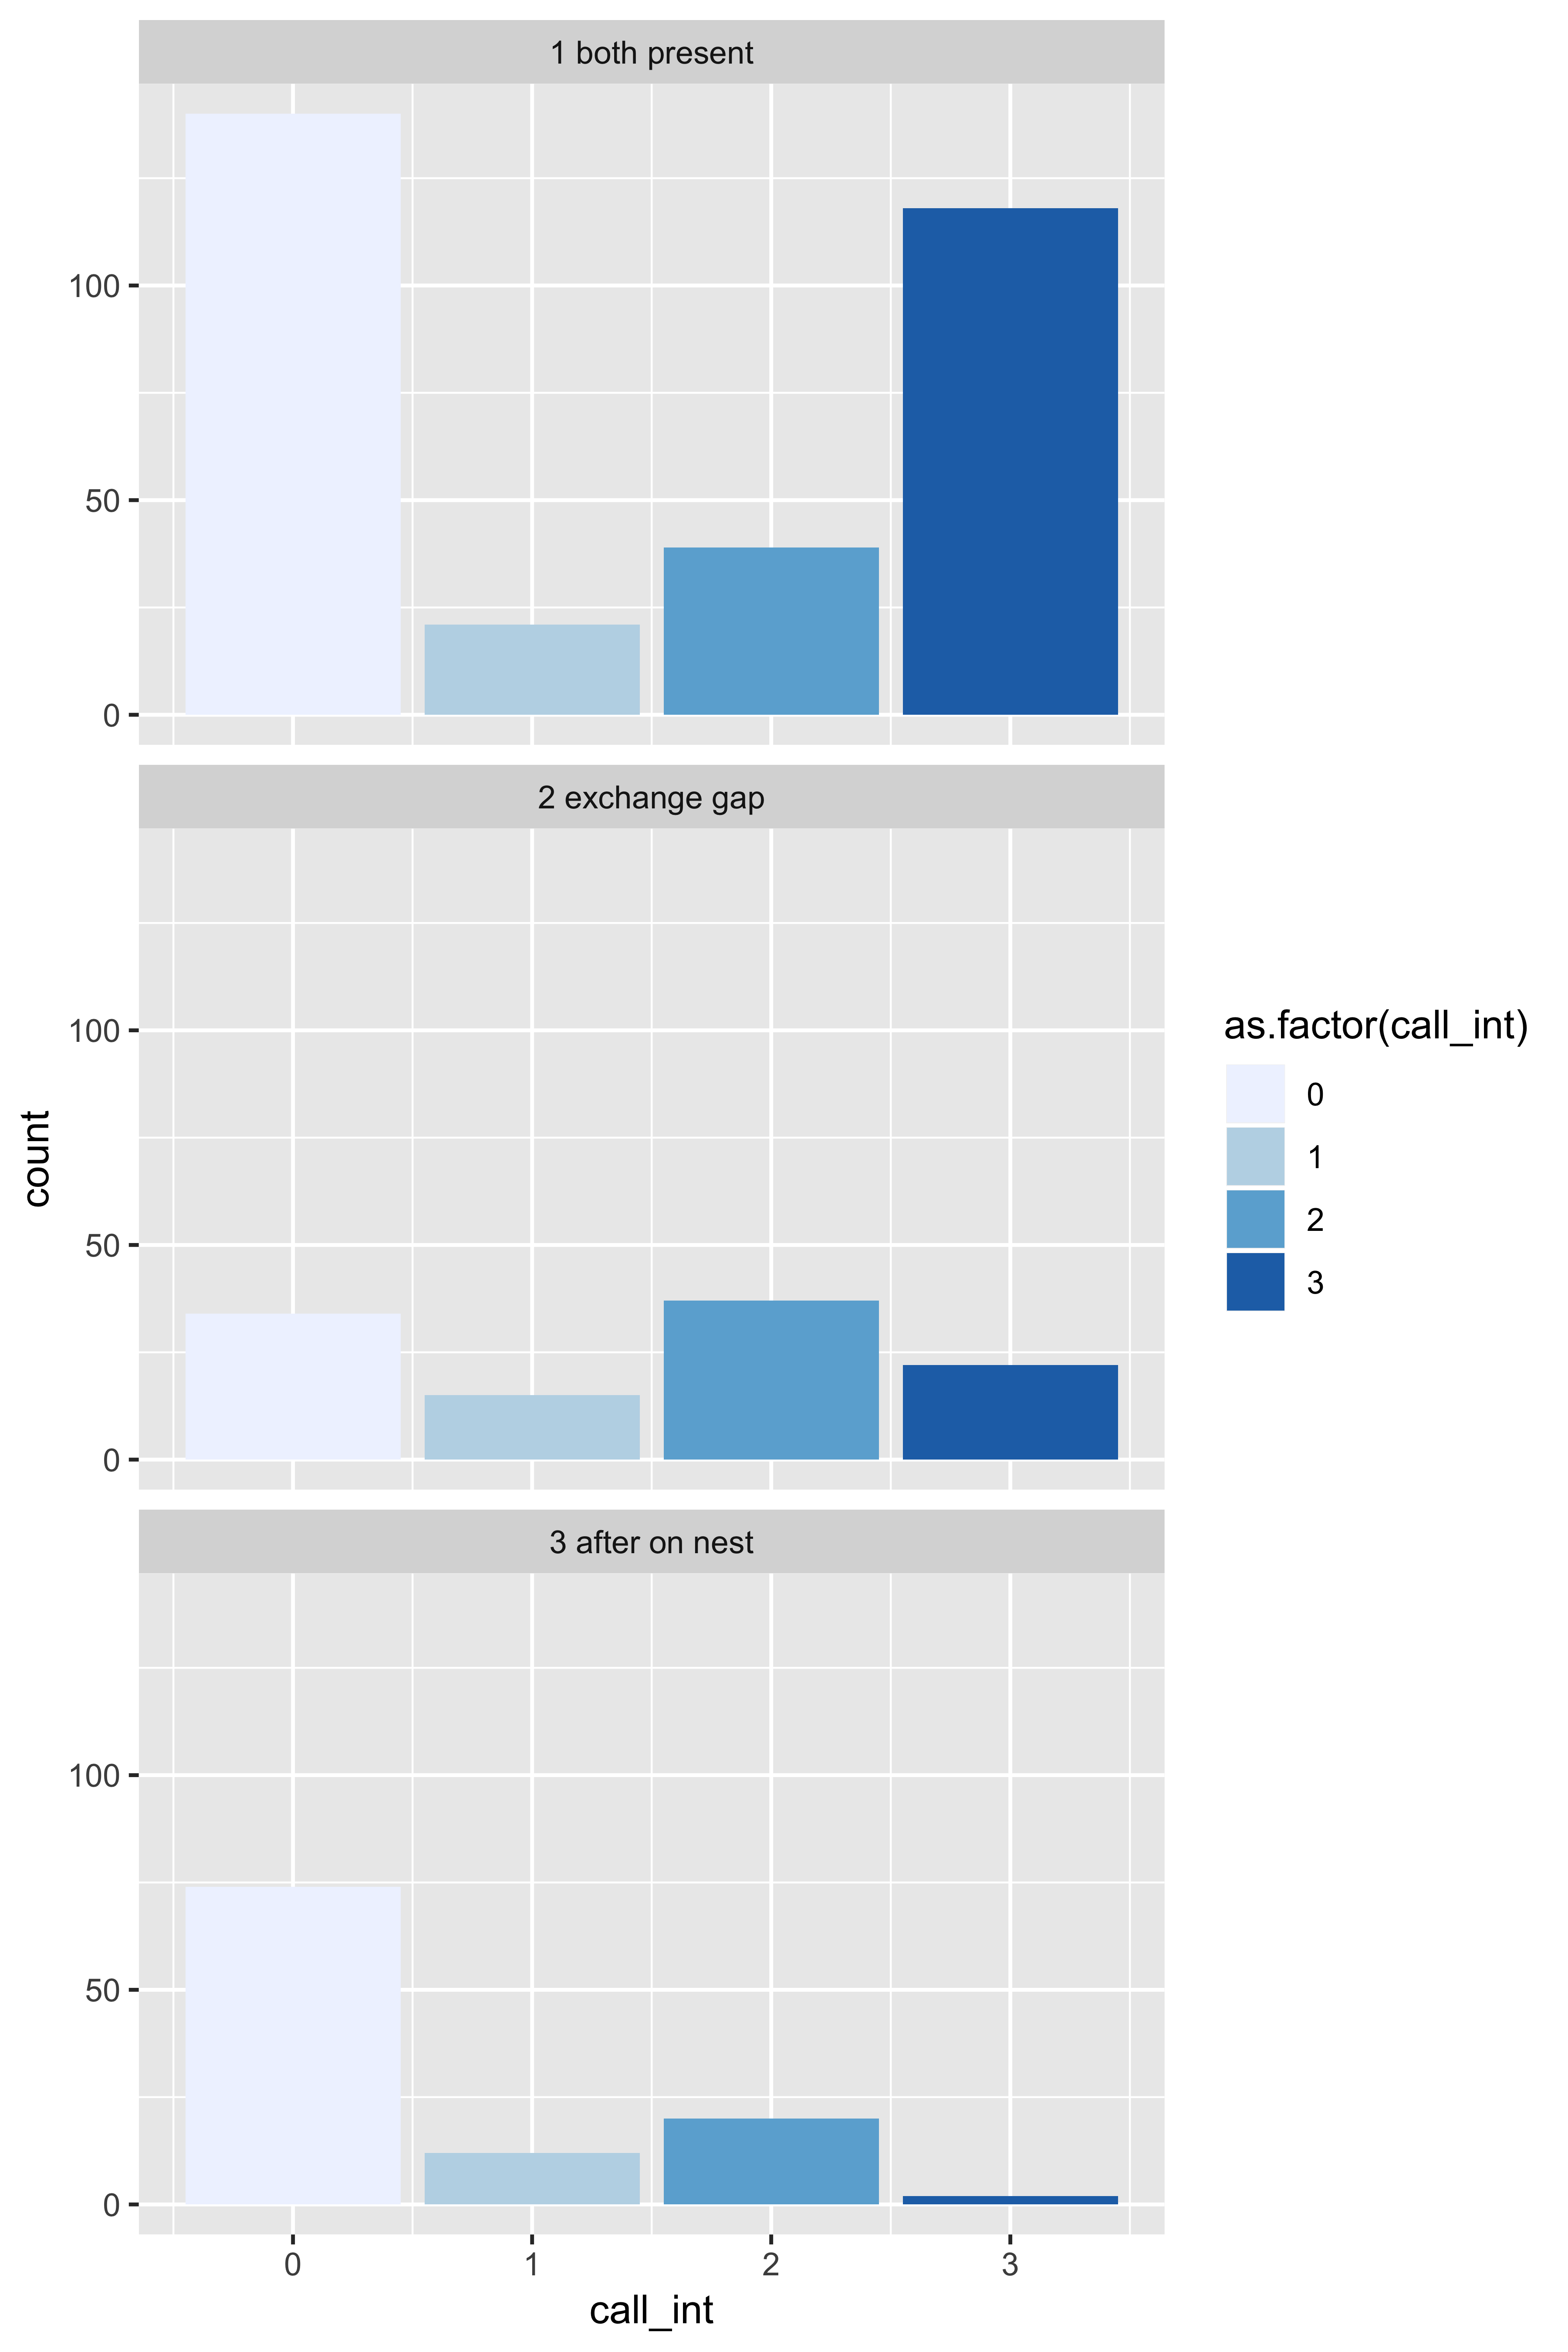 1 both present
100
50
0
2 exchange gap
100
50
0
3 after on nest
100
50
0
0 1 2 3
call_int
count
as.factor(call_int)
0
1
2
3